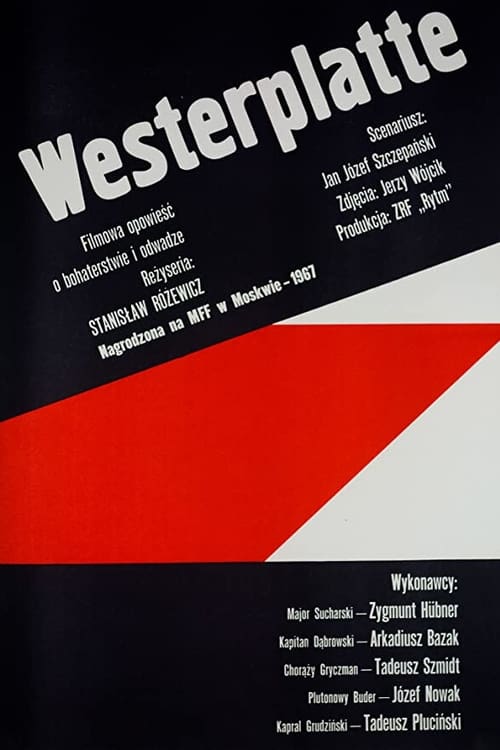 Westerplatte
Filmowa opowieść
o bohaterstwie i odwadze
Reżyseria:
STANISŁAW RÓŻEWICZ
Nagrodzona na MFF w Moskwie – 1967
Scenariusz:
Jan Józef Szczepański
Zdjęcia: Jerzy Wójcik
Produkcja: ZRF „Rytm”
Wykonawcy:
Major Sucharski — Zygmunt Hübner
Kapitan Dąbrowski — Arkadiusz Bazak
Chorąży Gryczman — Tadeusz Szmidt
Plutonowy Buder — Józef Nowak
Kapral Grudziński — Tadeusz Pluciński